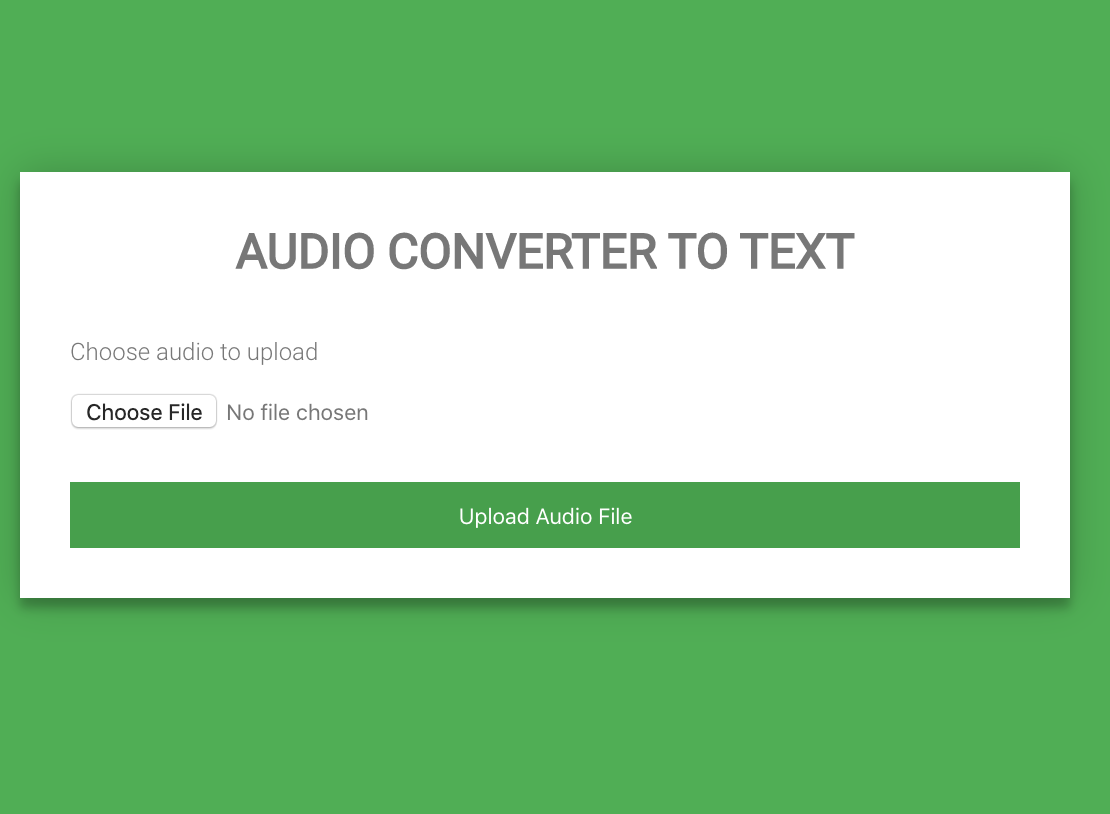 AUDIO CONVERTER TO TEXT
Choose audio to upload
Choose File No file chosen
Upload Audio File